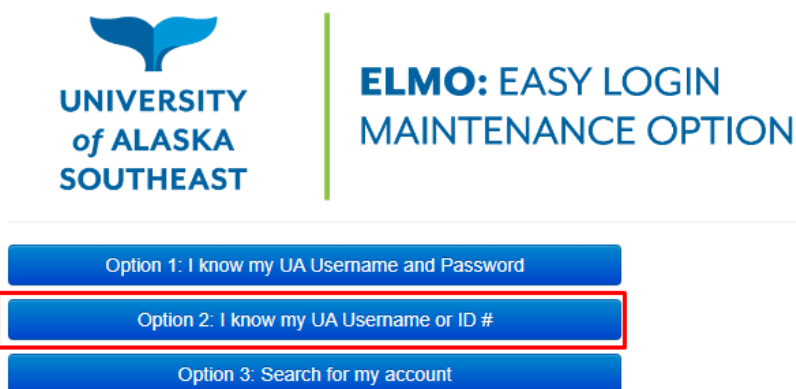 UNIVERSITY
of ALASKA
SOUTHEAST
ELMO: EASY LOGIN
MAINTENANCE OPTION
Option 1: I know my UA Username and Password
Option 2: I know my UA Username or ID #
Option 3: Search for my account